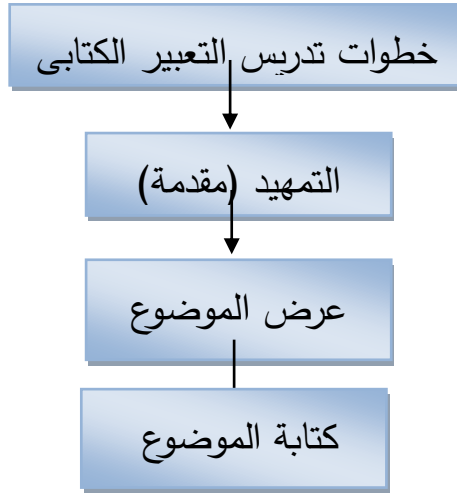 خطوات تدريس التعبير الكتابى
التمهيد (مقدمة)
عرض الموضوع
كتابة الموضوع